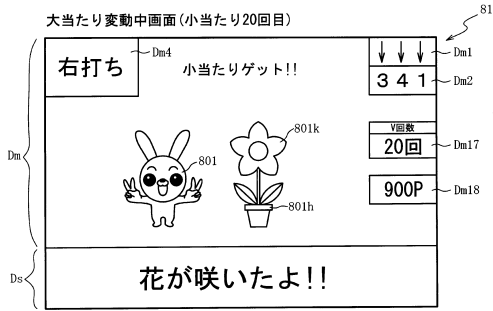 大当たり変動中画面(小当たり20回目)
81
右打ち
Dm4
小当たりゲット!!
↓ ↓ ↓
Dm1
3 4 1
Dm2
Dm
801k
801
V回数
20回
Dm17
900P
Dm18
801h
Ds
花が咲いたよ!!